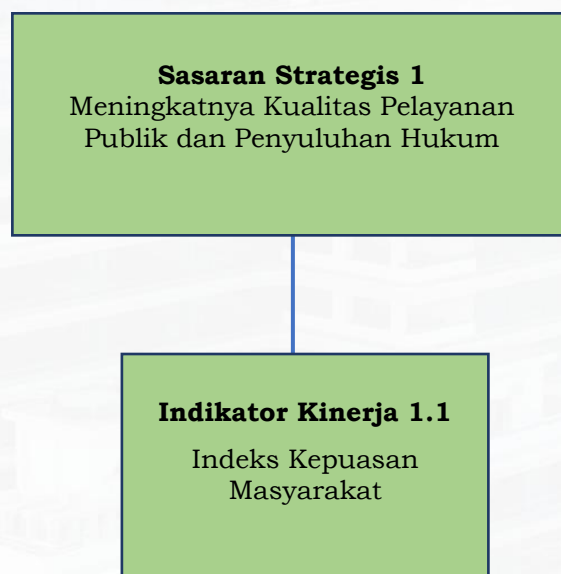 Sasaran Strategis 1
Meningkatnya Kualitas Pelayanan
Publik dan Penyuluhan Hukum
Indikator Kinerja 1.1
Indeks Kepuasan
Masyarakat